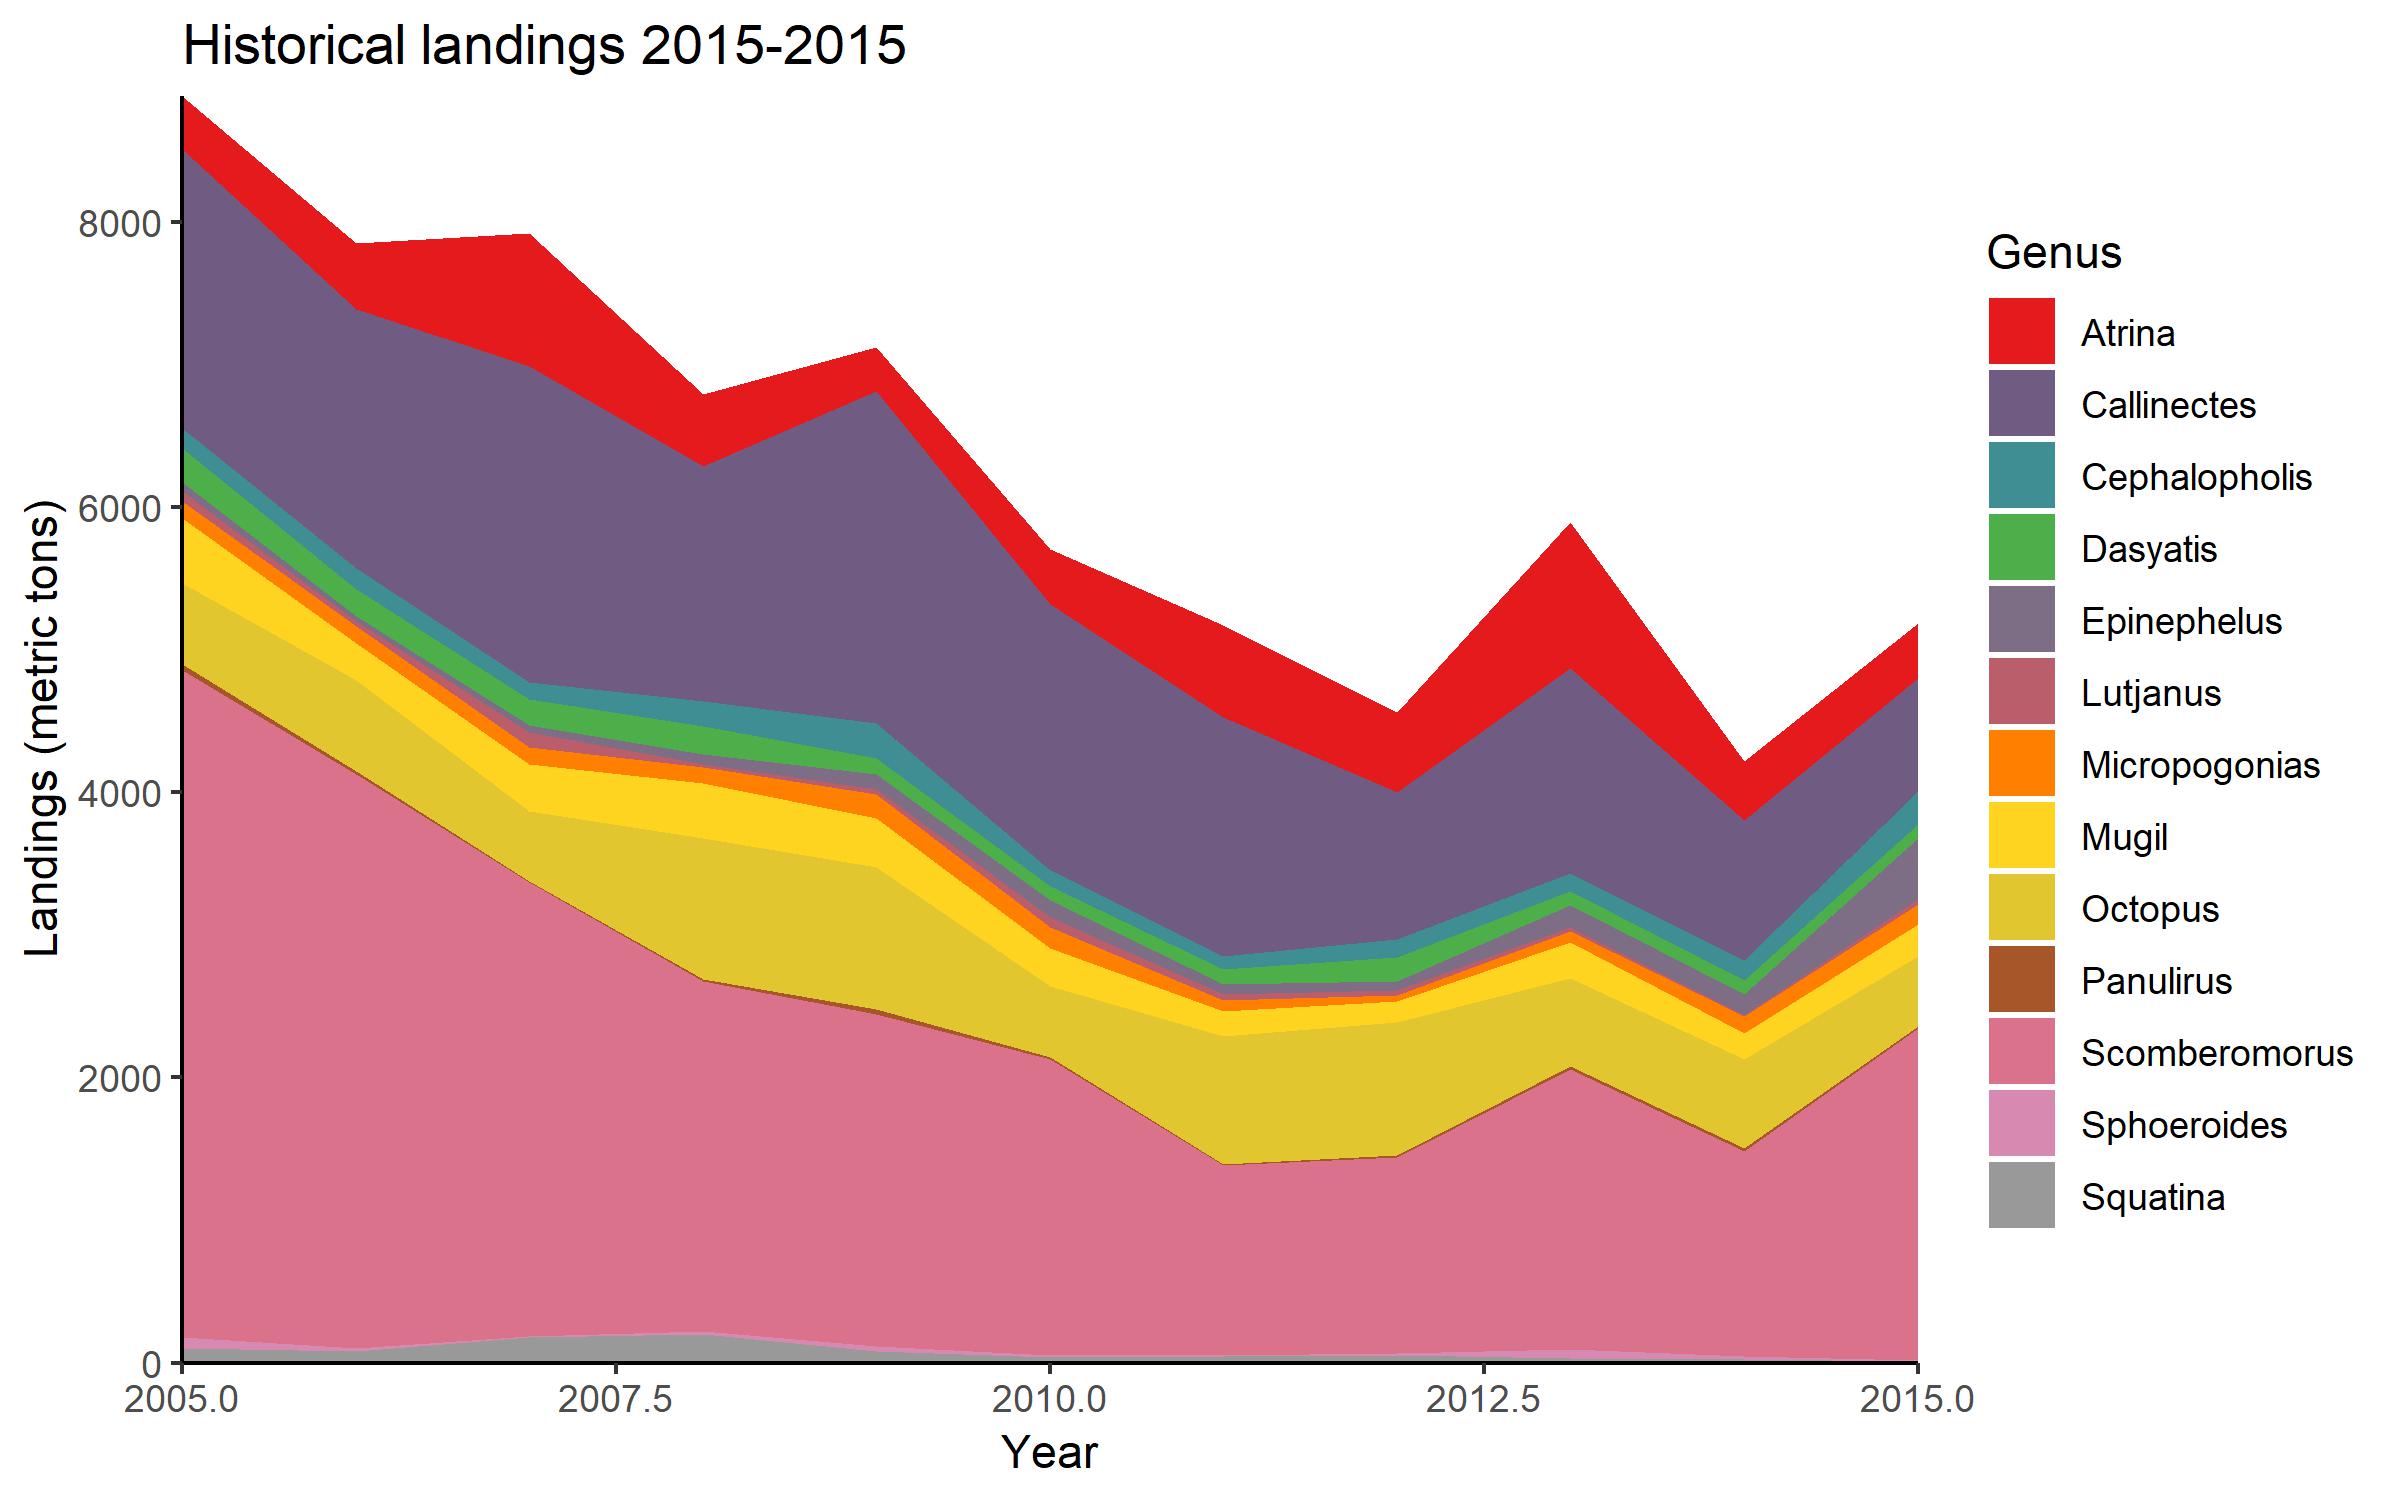 Historical landings 2015-2015
Landings (metric tons)
8000
6000
4000
2000
0
2005.0 2007.5 2010.0 2012.5 2015.0
Year
Genus
Atrina
Callinectes
Cephalopholis
Dasyatis
Epinephelus
Lutjanus
Micropogonias
Mugil
Octopus
Panulirus
Scomberomorus
Sphoeroides
Squatina